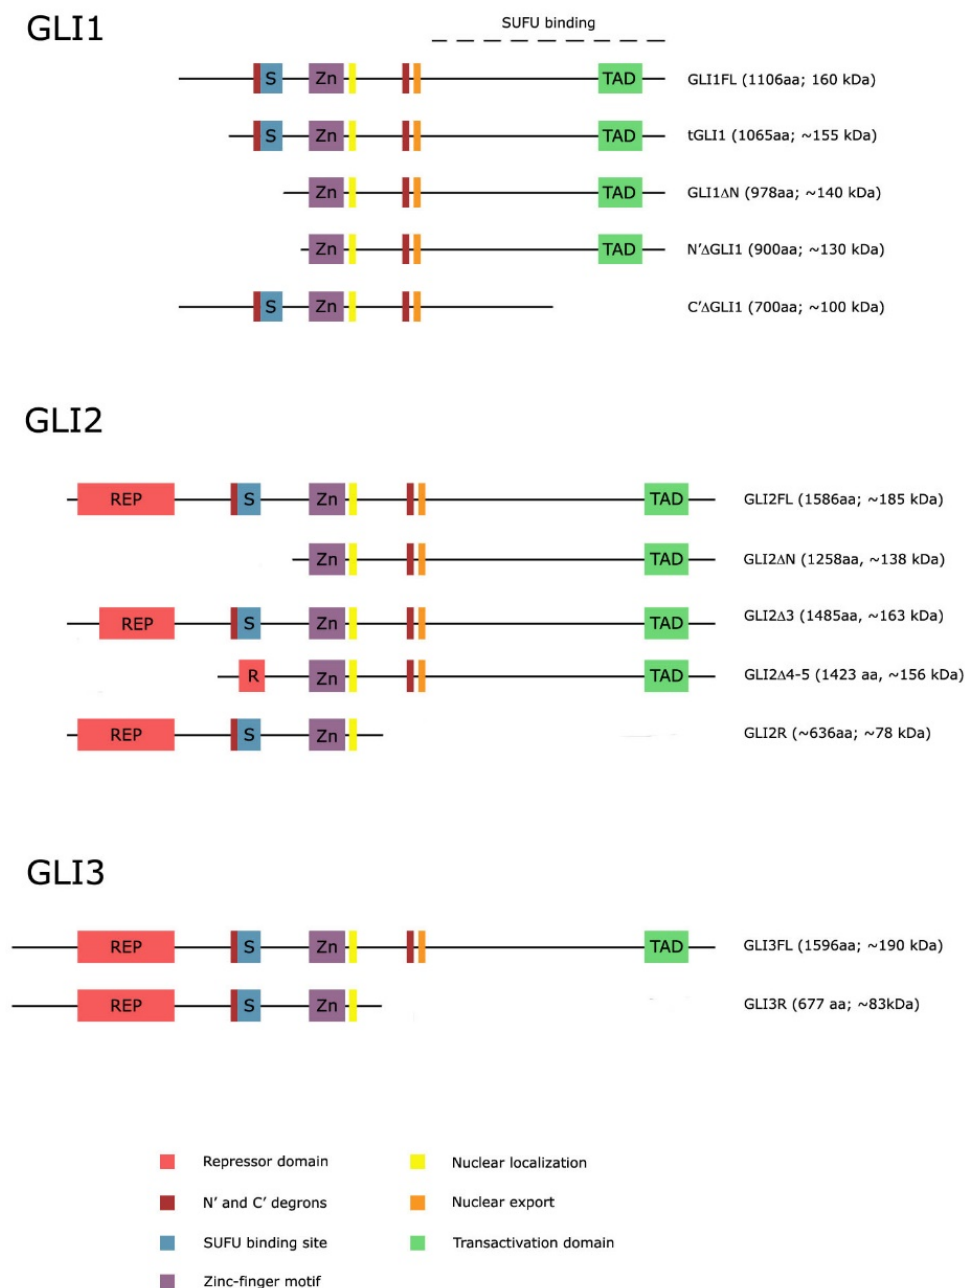 GLI1
SUFU binding
S Zn TAD GLI1FL (1106aa; 160 kDa)
S Zn TAD tGLI1 (1065aa; ~155 kDa)
Zn TAD GLI1ΔN (978aa; ~140 kDa)
Zn TAD N'ΔGLI1 (900aa; ~130 kDa)
S Zn C'ΔGLI1 (700aa; ~100 kDa)
GLI2
REP S Zn TAD GLI2FL (1586aa; ~185 kDa)
Zn TAD GLI2ΔN (1258aa, ~138 kDa)
REP S Zn TAD GLI2Δ3 (1485aa, ~163 kDa)
R Zn TAD GLI2Δ4-5 (1423 aa, ~156 kDa)
REP S Zn GLI2R (~636aa; ~78 kDa)
GLI3
REP S Zn TAD GLI3FL (1596aa; ~190 kDa)
REP S Zn GLI3R (677 aa; ~83kDa)
Repressor domain
N' and C' degrons
SUFU binding site
Zinc-finger motif
Nuclear localization
Nuclear export
Transactivation domain